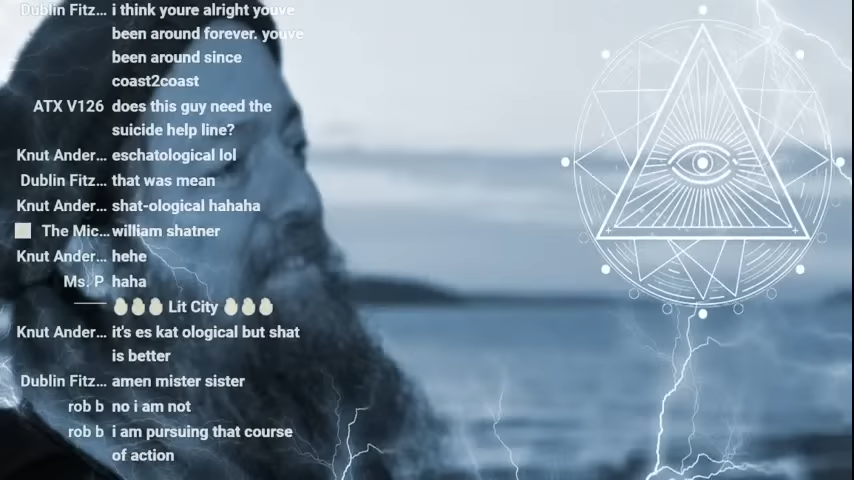 Dublin Fitz... i think youre alright youve
been around forever. youve
been around since
coast2coast
ATX V126 does this guy need the
suicide help line?
Knut Ander... eschatological lol
Dublin Fitz... that was mean
Knut Ander... shat-ological hahaha
The Mic... william shatner
Knut Ander... hehe
Ms. P haha
Lit City
Knut Ander... it's es kat ological but shat
is better
Dublin Fitz... amen mister sister
rob b no i am not
rob b i am pursuing that course
of action